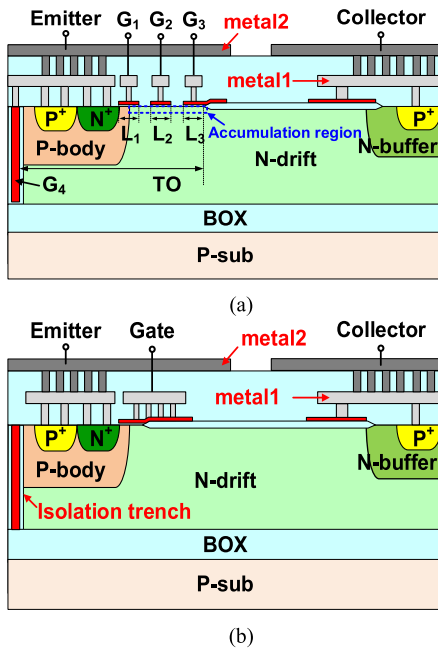 Emitter G₁ G₂ G₃ metal2 Collector
metal1
P⁺ N⁺ L₁ L₂ L₃ Accumulation region P⁺
P-body N-drift N-buffer
G₄ TO
BOX
P-sub
(a)
Emitter Gate metal2 Collector
metal1
P⁺ N⁺ P⁺
P-body N-drift N-buffer
Isolation trench
BOX
P-sub
(b)